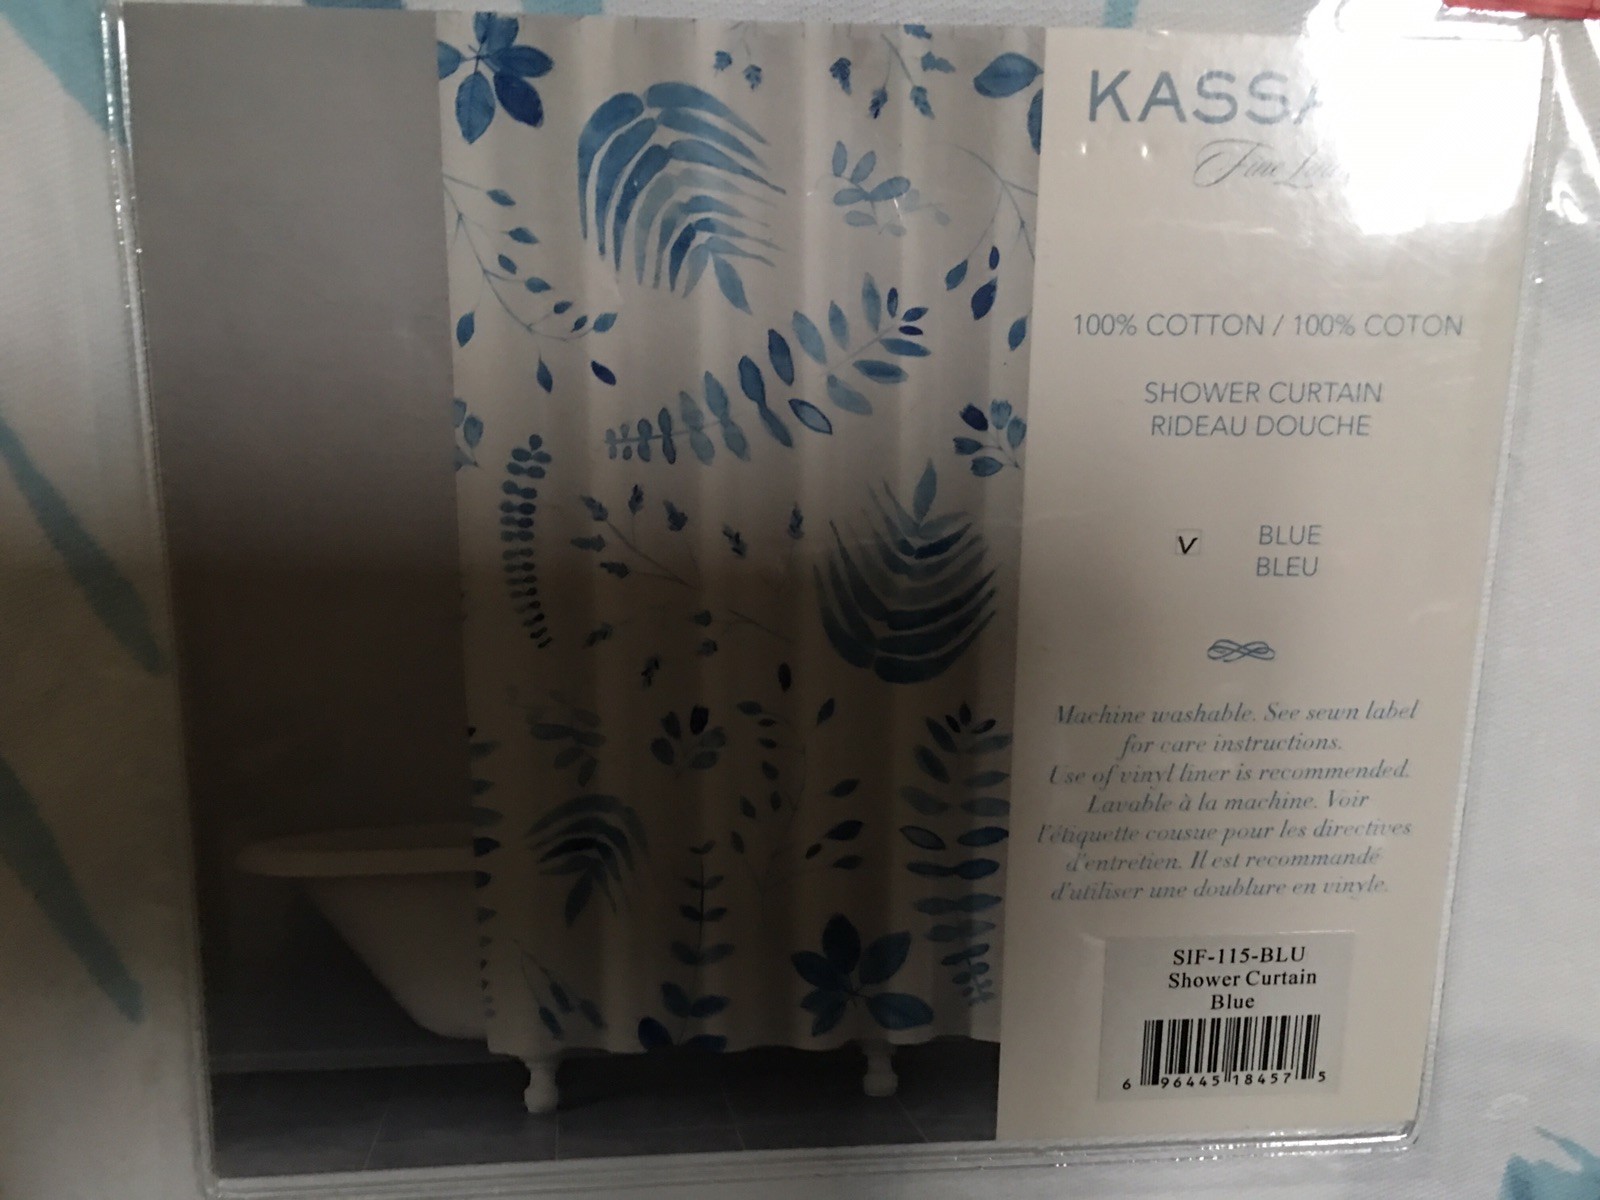 KASSA
Fine
100% COTTON / 100% COTON
SHOWER CURTAIN
RIDEAU DOUCHE
V BLUE
BLEU
Machine washable. See sewn label
for care instructions.
Use of vinyl liner is recommended.
Lavable à la machine. Voir
l'étiquette cousue pour les directives
d'entretien. Il est recommandé
d'utiliser une doublure en vinyle.
SIF-115-BLU
Shower Curtain
Blue
6 96445 18457 5